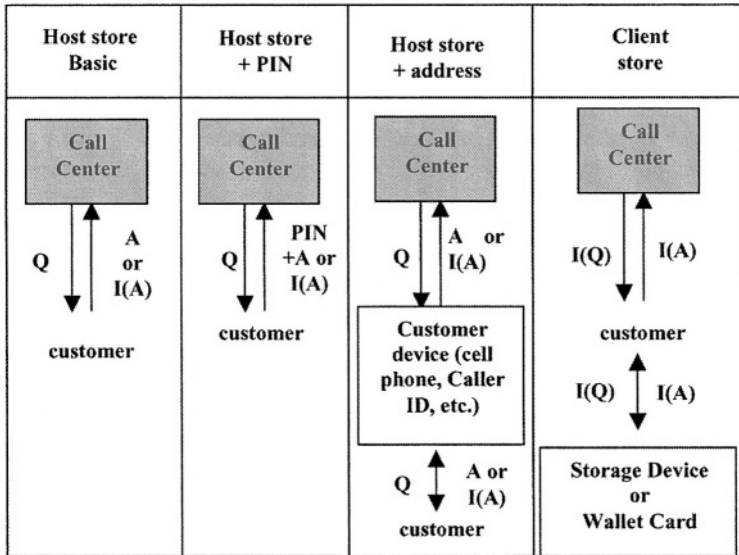 Host store
Basic
Host store
+ PIN
Host store
+ address
Client
store
Call
Center
Q
A
or
I(A)
customer
Call
Center
Q
PIN
+A or
I(A)
customer
Call
Center
Q
A or
I(A)
Customer
device (cell
phone, Caller
ID, etc.)
Q
A or
I(A)
customer
Call
Center
I(Q)
I(A)
customer
I(Q)
I(A)
Storage Device
or
Wallet Card